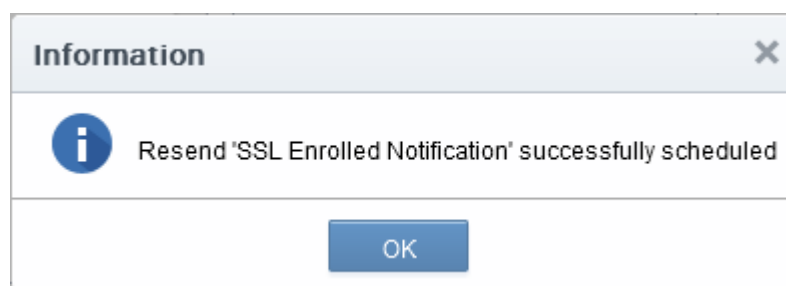 Information
Resend 'SSL Enrolled Notification' successfully scheduled
OK